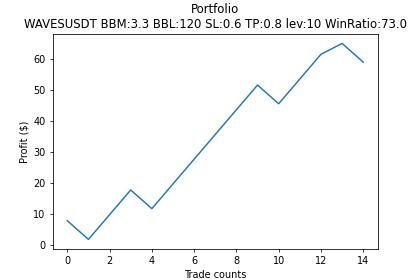 Portfolio
WAVESUSDT BBM:3.3 BBL:120 SL:0.6 TP:0.8 lev:10 WinRatio:73.0
60
50
40
30
20
10
0
Profit ($)
0 2 4 6 8 10 12 14
Trade counts